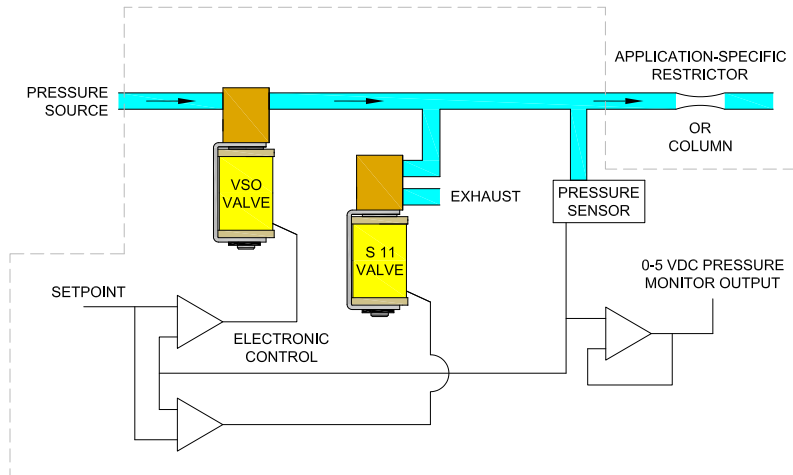 APPLICATION-SPECIFIC
RESTRICTOR
PRESSURE
SOURCE
OR
COLUMN
VSO
VALVE
EXHAUST
PRESSURE
SENSOR
S 11
VALVE
0-5 VDC PRESSURE
MONITOR OUTPUT
SETPOINT
ELECTRONIC
CONTROL